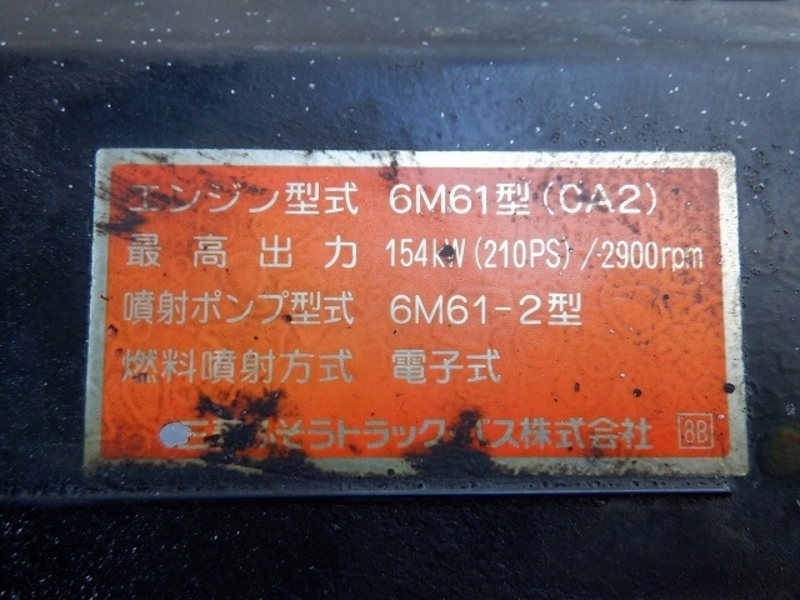 エンジン型式 6M61型(CA2)
最高出力 154kW(210PS)/2900rpm
噴射ポンプ型式 6M61-2型
燃料噴射方式 電子式
三菱ふそうトラック・バス株式会社 8B